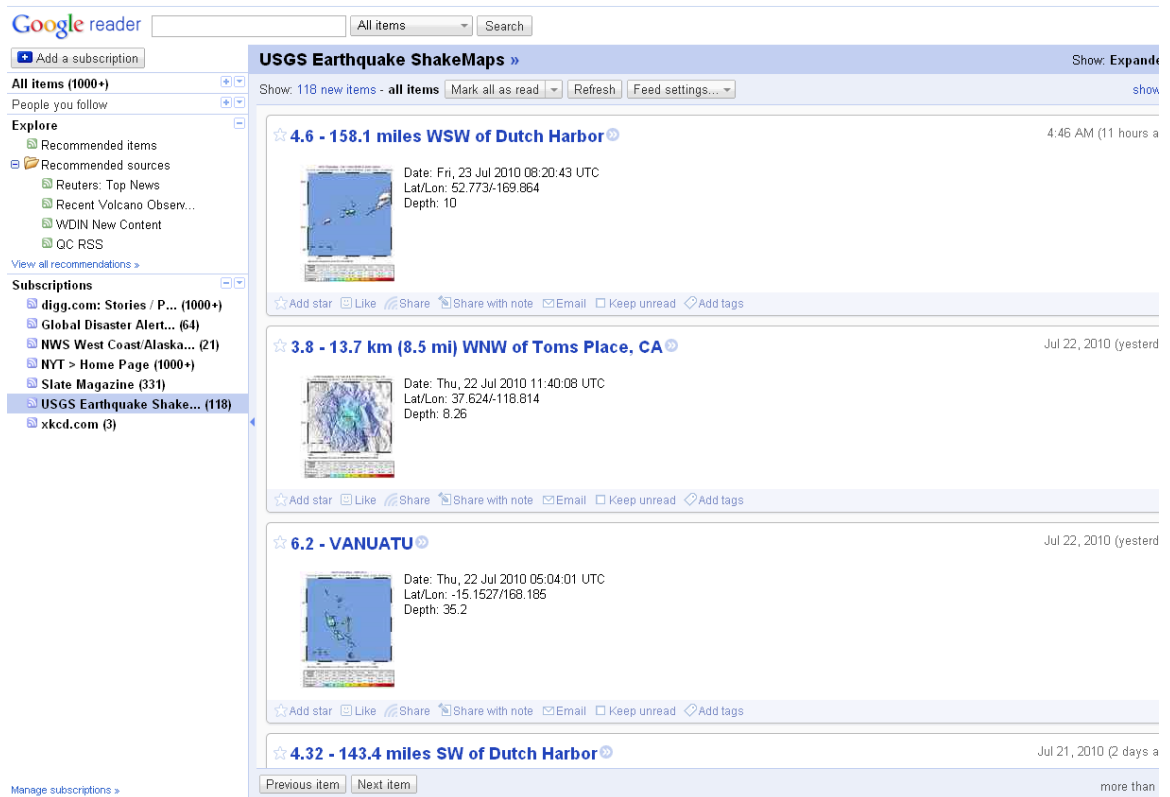 Google reader
All items
Search
Add a subscription
All items (1000+)
People you follow
Explore
Recommended items
Recommended sources
Reuters: Top News
Recent Volcano Observ...
WDIN New Content
QC RSS
View all recommendations »
Subscriptions
digg.com: Stories / P... (1000+)
Global Disaster Alert... (64)
NWS West Coast/Alaska... (21)
NYT > Home Page (1000+)
Slate Magazine (331)
USGS Earthquake Shake... (118)
xkcd.com (3)
Manage subscriptions »
USGS Earthquake ShakeMaps »
Show: Expande
Show: 118 new items - all items Mark all as read Refresh Feed settings... show
4.6 - 158.1 miles WSW of Dutch Harbor
4:46 AM (11 hours a
Date: Fri, 23 Jul 2010 08:20:43 UTC
Lat/Lon: 52.773/-169.864
Depth: 10
Add star Like Share Share with note Email Keep unread Add tags
3.8 - 13.7 km (8.5 mi) WNW of Toms Place, CA
Jul 22, 2010 (yesterd
Date: Thu, 22 Jul 2010 11:40:08 UTC
Lat/Lon: 37.624/-118.814
Depth: 8.26
Add star Like Share Share with note Email Keep unread Add tags
6.2 - VANUATU
Jul 22, 2010 (yesterd
Date: Thu, 22 Jul 2010 05:04:01 UTC
Lat/Lon: -15.1527/168.185
Depth: 35.2
Add star Like Share Share with note Email Keep unread Add tags
4.32 - 143.4 miles SW of Dutch Harbor
Jul 21, 2010 (2 days a
Previous item Next item
more than